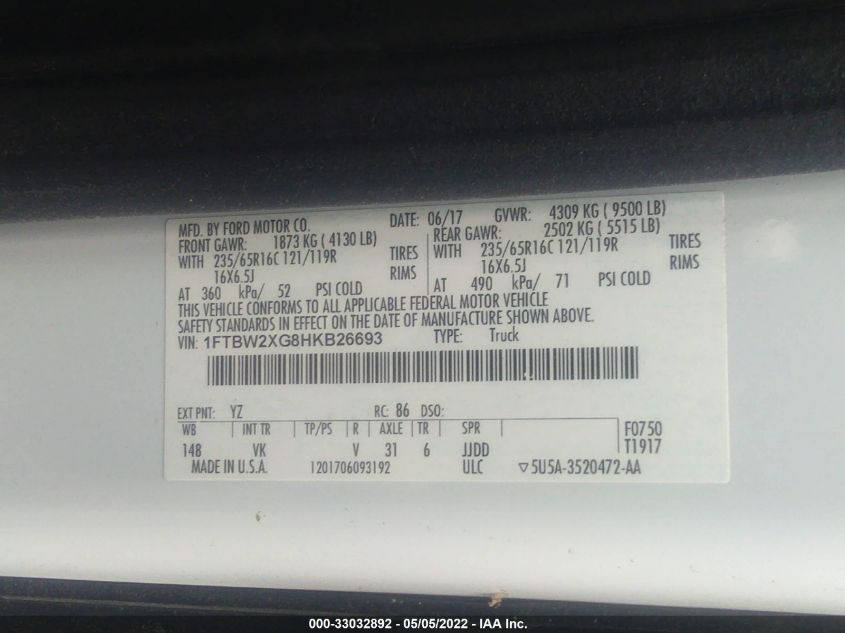 MFD. BY FORD MOTOR CO. DATE: 06/17 GVWR: 4309 KG ( 9500 LB)
FRONT GAWR: 1873 KG ( 4130 LB) REAR GAWR: 2502 KG ( 5515 LB)
WITH 235/65R16C 121/119R TIRES WITH 235/65R16C 121/119R TIRES
16X6.5J RIMS 16X6.5J RIMS
AT 360 kPa/ 52 PSI COLD AT 490 kPa/ 71 PSI COLD
THIS VEHICLE CONFORMS TO ALL APPLICABLE FEDERAL MOTOR VEHICLE
SAFETY STANDARDS IN EFFECT ON THE DATE OF MANUFACTURE SHOWN ABOVE.
VIN: 1FTBW2XG8HKB26693 TYPE: Truck
EXT PNT: YZ RC: 86 DSO:
WB INT TR TP/PS R AXLE TR SPR F0750
148 VK V 31 6 JJDD T1917
MADE IN U.S.A. 1201706093192 ULC ▽5U5A-3520472-AA
000-33032892 - 05/05/2022 - IAA Inc.